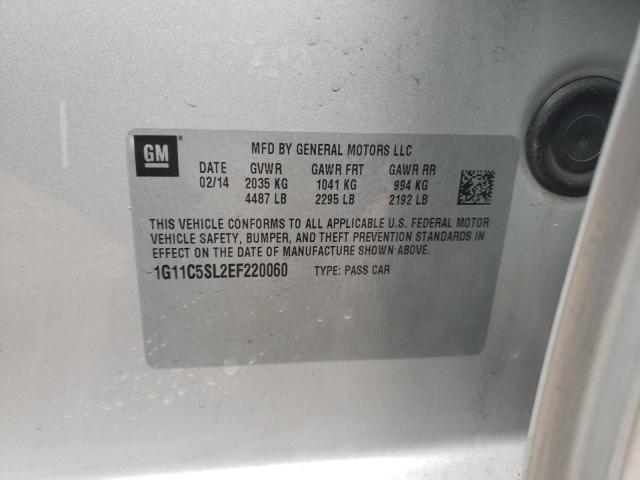 GM
MFD BY GENERAL MOTORS LLC
DATE GVWR GAWR FRT GAWR RR
02/14 2035 KG 1041 KG 994 KG
4487 LB 2295 LB 2192 LB
THIS VEHICLE CONFORMS TO ALL APPLICABLE U.S. FEDERAL MOTOR
VEHICLE SAFETY, BUMPER, AND THEFT PREVENTION STANDARDS IN
EFFECT ON THE DATE OF MANUFACTURE SHOWN ABOVE.
1G11C5SL2EF220060 TYPE: PASS CAR